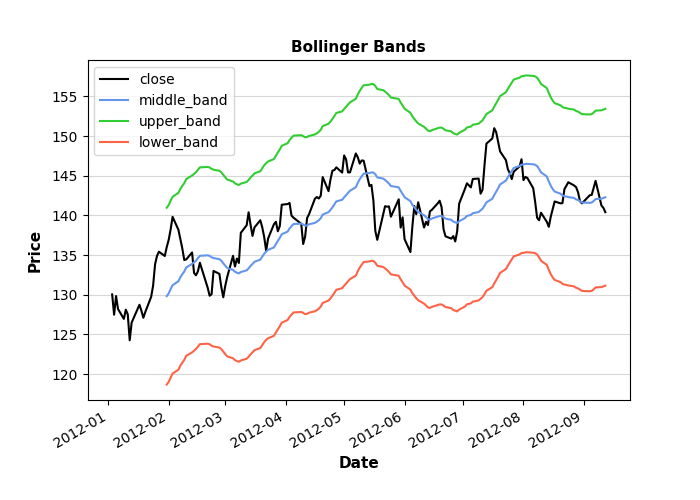 Bollinger Bands
close
middle_band
upper_band
lower_band
155
150
145
140
135
130
125
120
Price
2012-01
2012-02
2012-03
2012-04
2012-05
2012-06
2012-07
2012-08
2012-09
Date